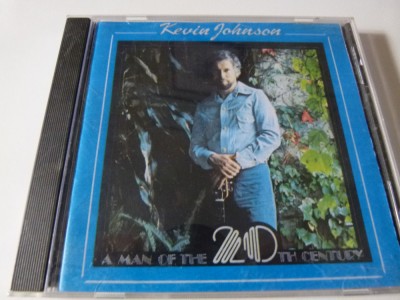 Kevin Johnson
A MAN OF THE 20TH CENTURY